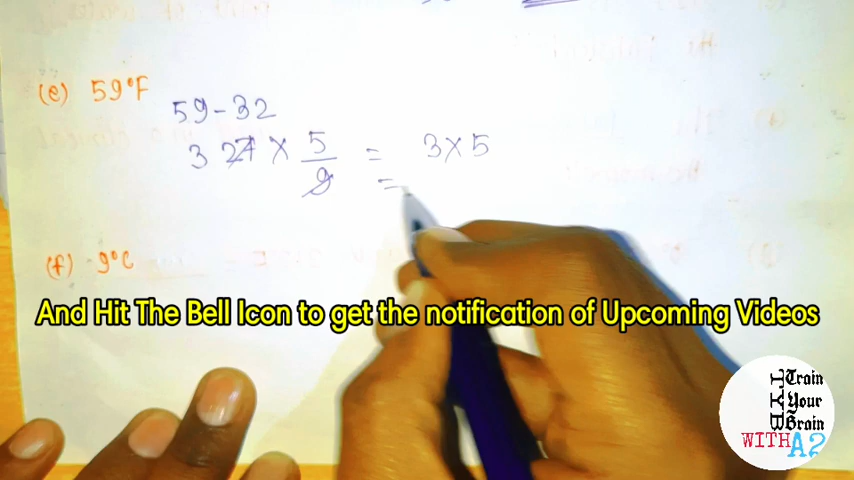 (e) 59°F
59-32
3 27 × 5/9 = 3×5
=
(f) 9°C
And Hit The Bell Icon to get the notification of Upcoming Videos
TYB
Train
Your
Brain
WITH A2